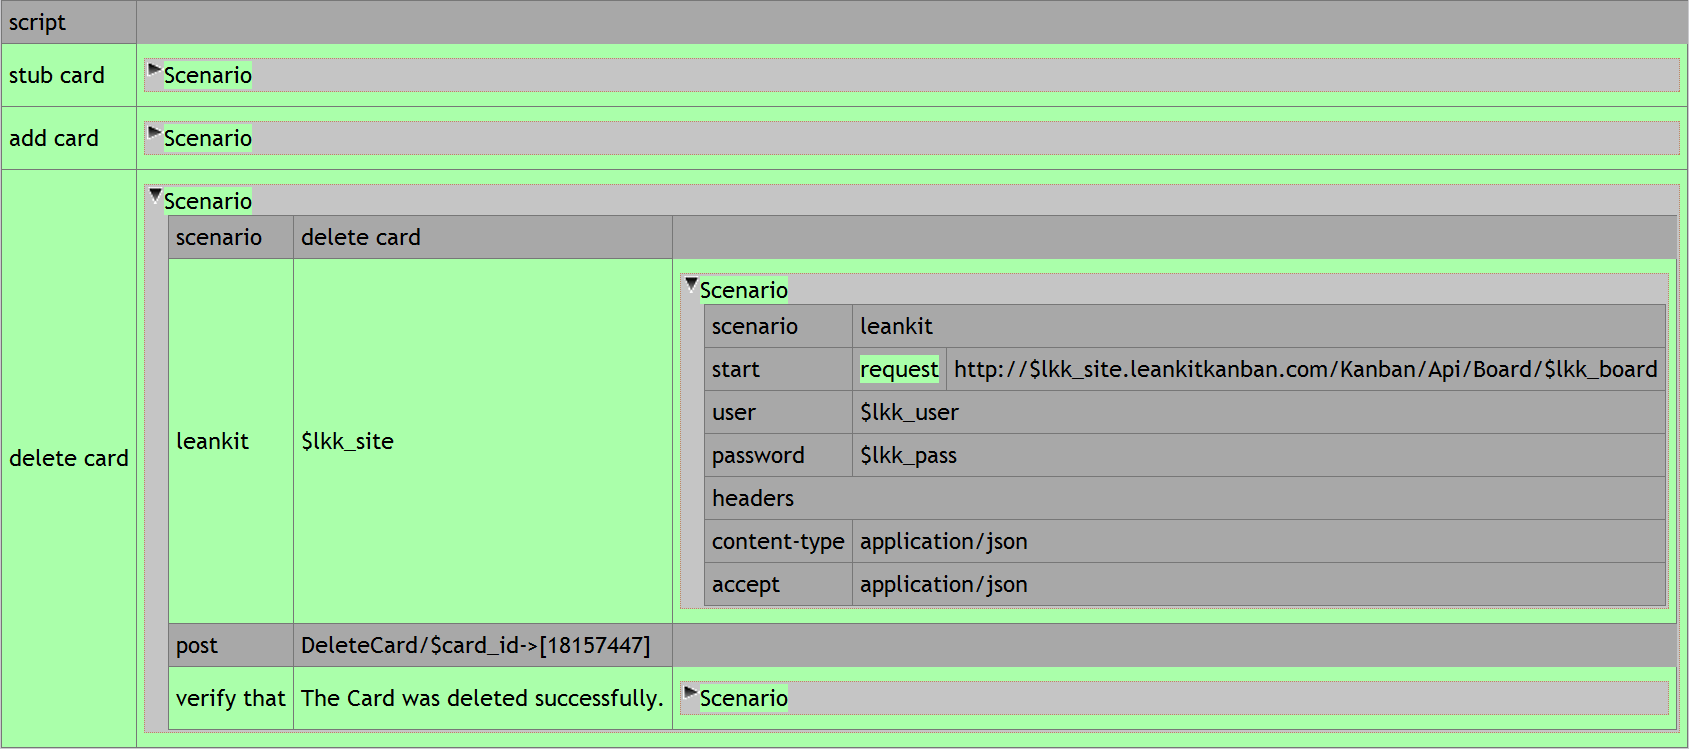 script
stub card Scenario
add card Scenario
delete card
Scenario
scenario delete card
leankit $lkk_site
Scenario
scenario leankit
start request http://$lkk_site.leankitkanban.com/Kanban/Api/Board/$lkk_board
user $lkk_user
password $lkk_pass
headers
content-type application/json
accept application/json
post DeleteCard/$card_id->[18157447]
verify that The Card was deleted successfully. Scenario